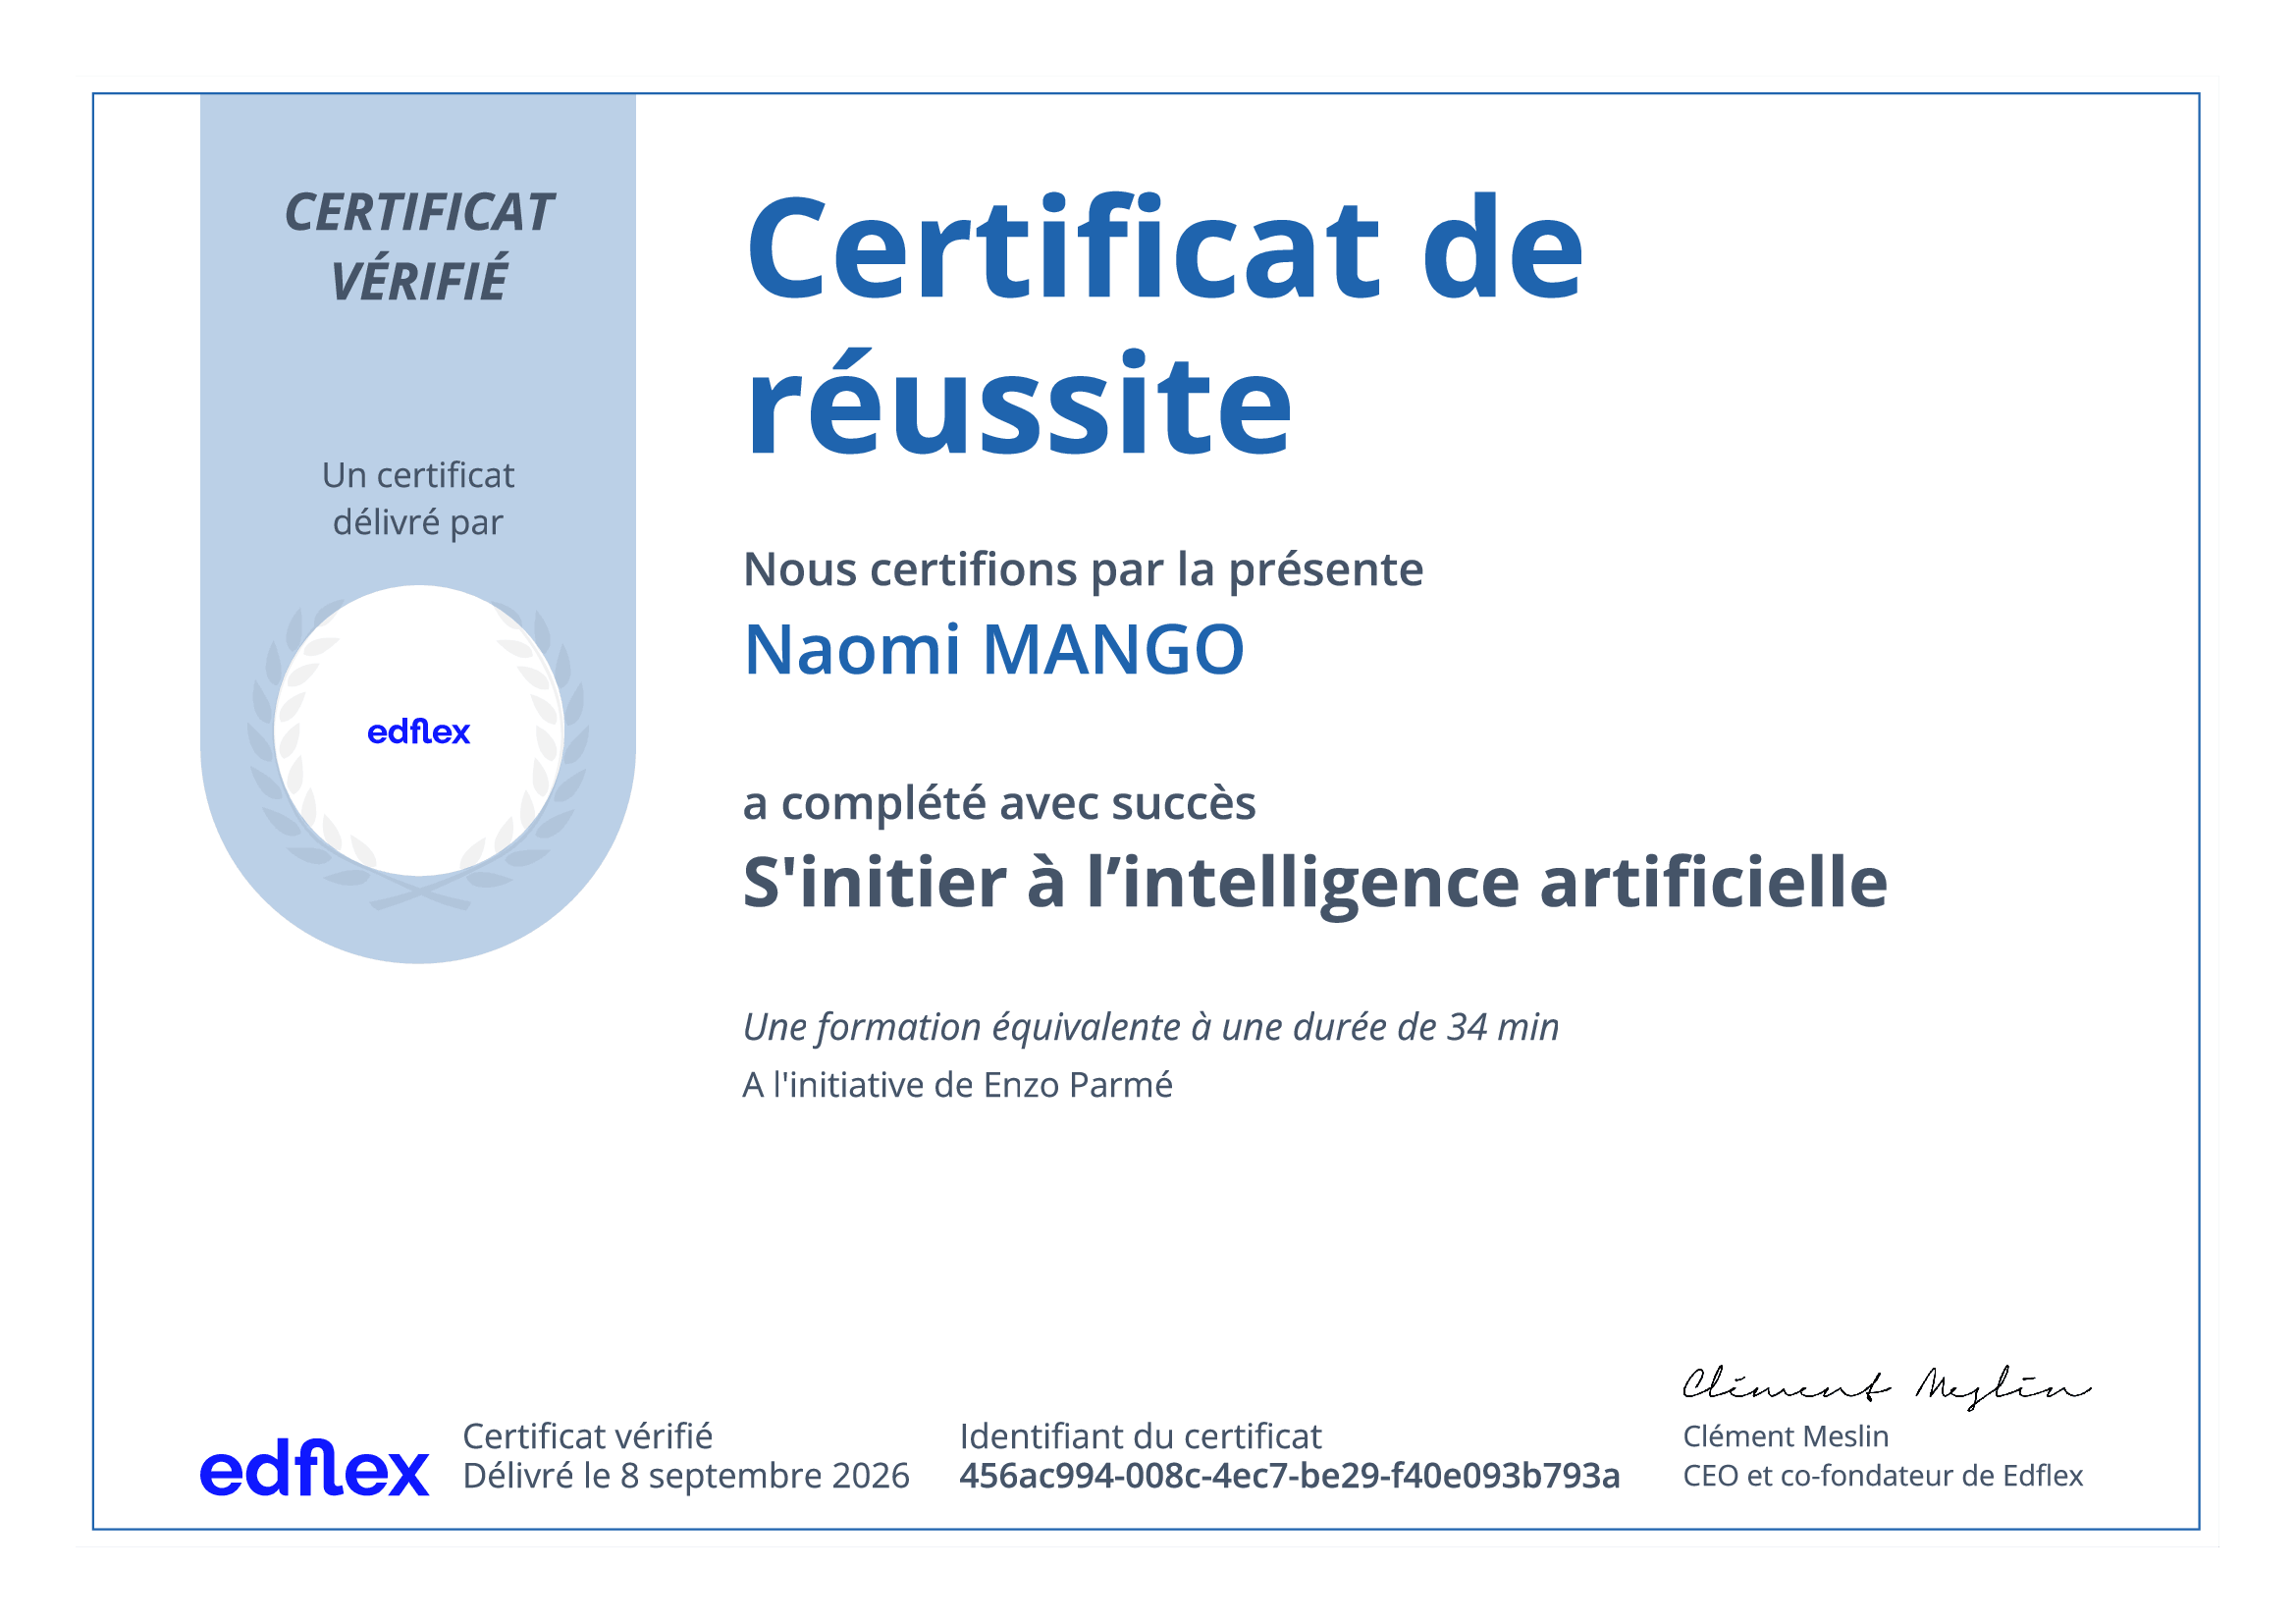 CERTIFICAT
VÉRIFIÉ
Un certificat
délivré par
edflex
Certificat de
réussite
Nous certifions par la présente
Naomi MANGO
a complété avec succès
S'initier à l’intelligence artificielle
Une formation équivalente à une durée de 34 min
A l'initiative de Enzo Parmé
edflex
Certificat vérifié
Délivré le 8 septembre 2026
Identifiant du certificat
456ac994-008c-4ec7-be29-f40e093b793a
Clément Meslin
Clément Meslin
CEO et co-fondateur de Edflex